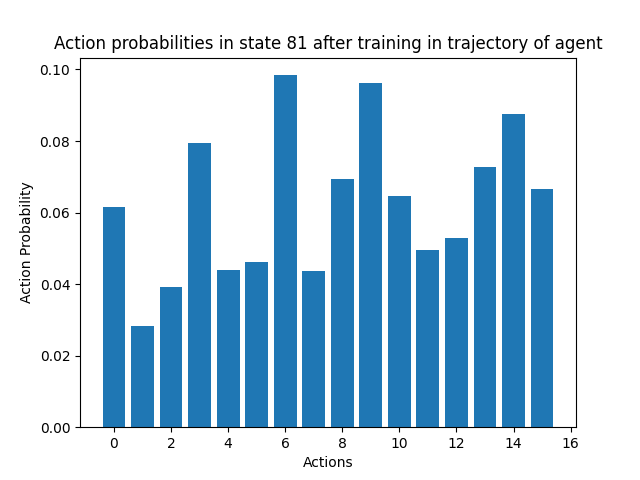 Action probabilities in state 81 after training in trajectory of agent
0.10
0.08
0.06
0.04
0.02
0.00
Action Probability
0 2 4 6 8 10 12 14 16
Actions